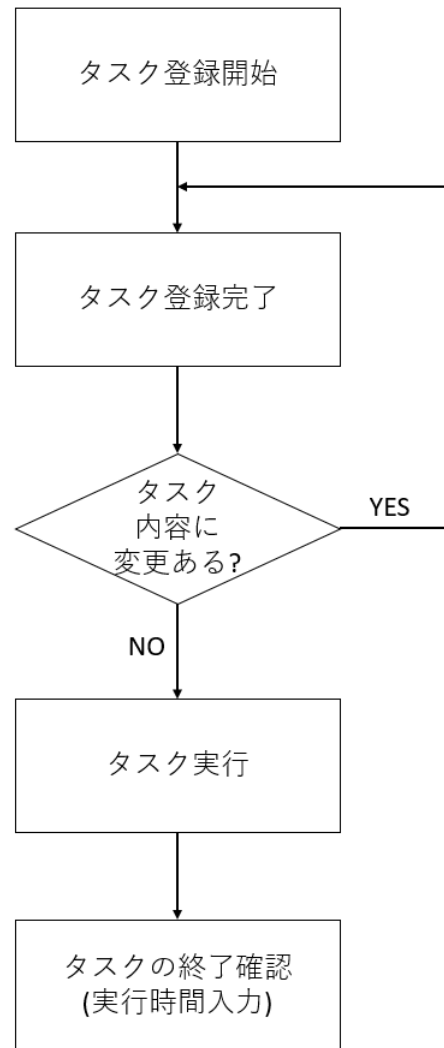 タスク登録開始
タスク登録完了
タスク
内容に
変更ある?
YES
NO
タスク実行
タスクの終了確認
(実行時間入力)